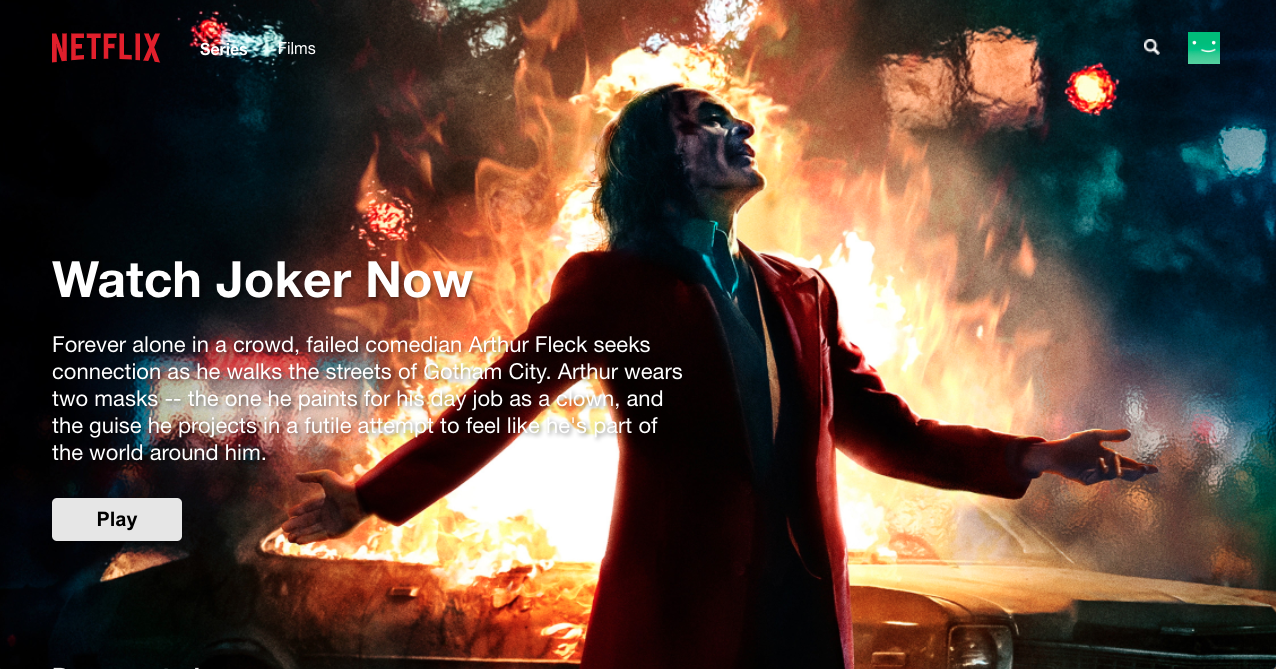 NETFLIX
Series
Films
Watch Joker Now
Forever alone in a crowd, failed comedian Arthur Fleck seeks
connection as he walks the streets of Gotham City. Arthur wears
two masks -- the one he paints for his day job as a clown, and
the guise he projects in a futile attempt to feel like he's part of
the world around him.
Play